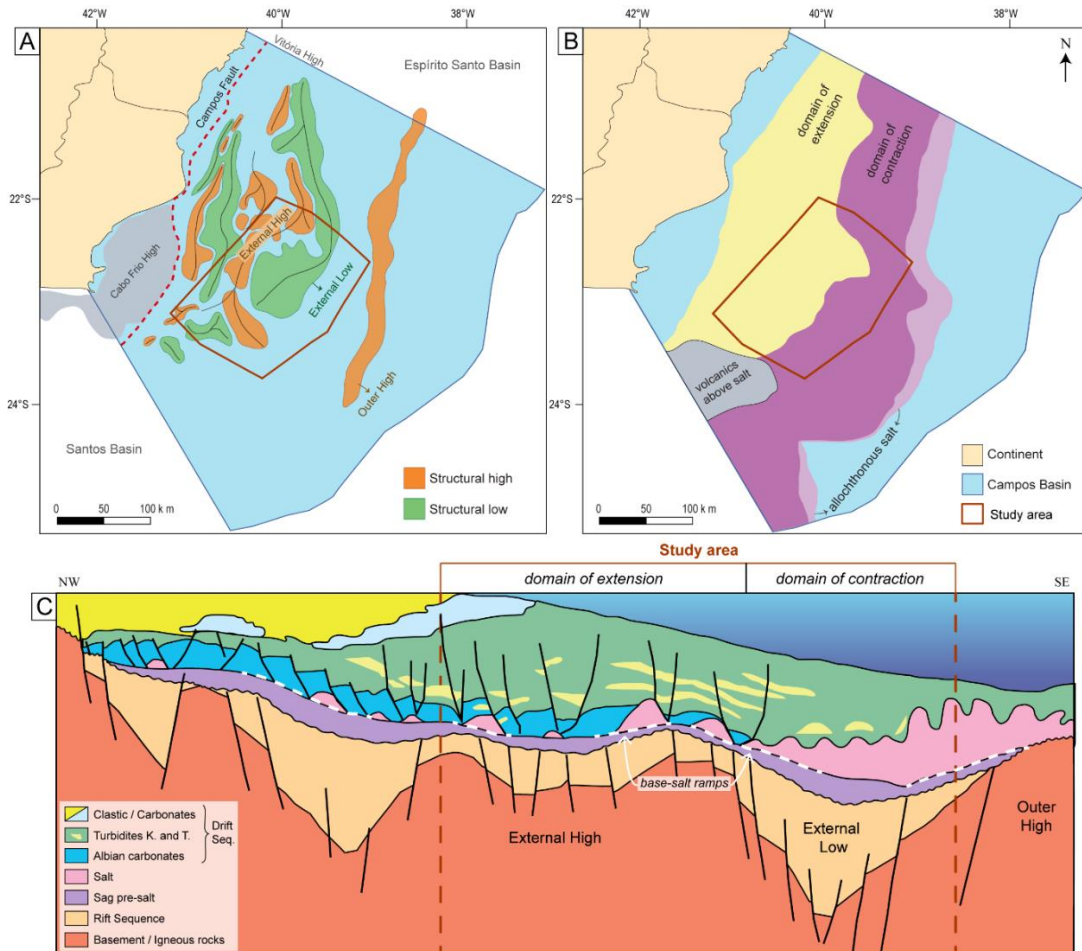 42°W
40°W
38°W
A
Vitória High
Espírito Santo Basin
Campos Fault
22°S
External High
Cabo Frio High
External Low
24°S
Outer High
Santos Basin
Structural high
Structural low
0 50 100 km
42°W
40°W
38°W
B
N
domain of
extension
domain of
contraction
22°S
volcanics
above salt
24°S
allochthonous salt
Continent
Campos Basin
Study area
0 50 100 km
Study area
NW
domain of extension
domain of contraction
SE
C
base-salt ramps
External High
External
Low
Outer
High
Clastic / Carbonates
Turbidites K. and T.
Drift
Seq.
Albian carbonates
Salt
Sag pre-salt
Rift Sequence
Basement / Igneous rocks